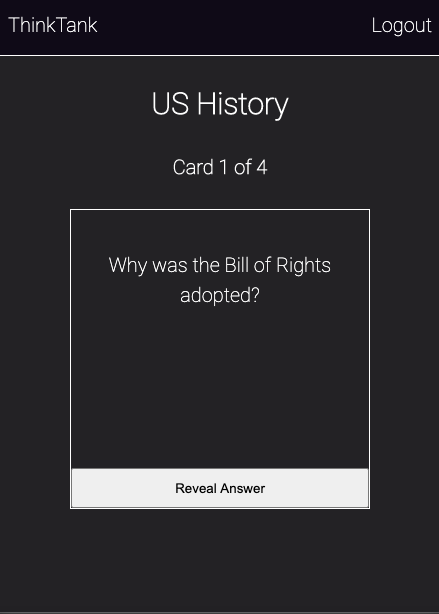 ThinkTank Logout
US History
Card 1 of 4
Why was the Bill of Rights
adopted?
Reveal Answer